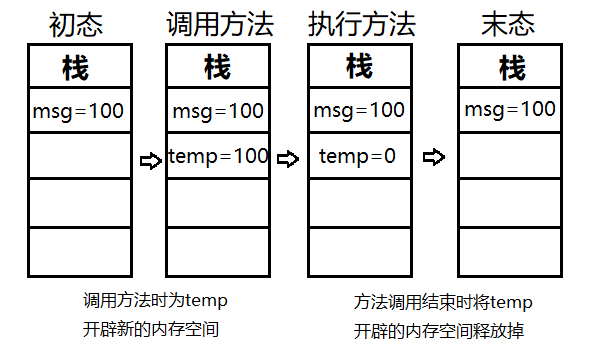 初态 调用方法 执行方法 末态
栈 栈 栈 栈
msg=100 msg=100 msg=100 msg=100
temp=100 temp=0
调用方法时为temp 方法调用结束时将temp
开辟新的内存空间 开辟的内存空间释放掉